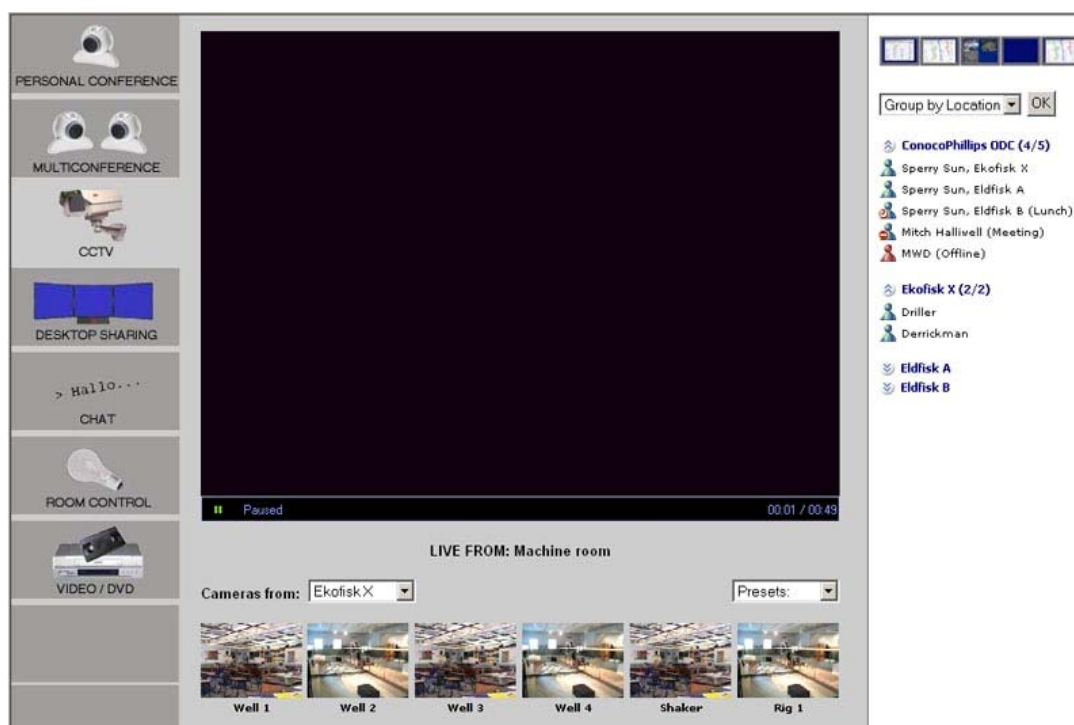 PERSONAL CONFERENCE
MULTICONFERENCE
CCTV
DESKTOP SHARING
> Hallo...
CHAT
ROOM CONTROL
VIDEO / DVD
Paused
00:01 / 00:49
LIVE FROM: Machine room
Cameras from:
Ekofisk X
Presets:
Well 1
Well 2
Well 3
Well 4
Shaker
Rig 1
Group by Location
OK
ConocoPhillips ODC (4/5)
Sperry Sun, Ekofisk X
Sperry Sun, Eldfisk A
Sperry Sun, Eldfisk B (Lunch)
Mitch Halliwell (Meeting)
MWD (Offline)
Ekofisk X (2/2)
Driller
Derrickman
Eldfisk A
Eldfisk B